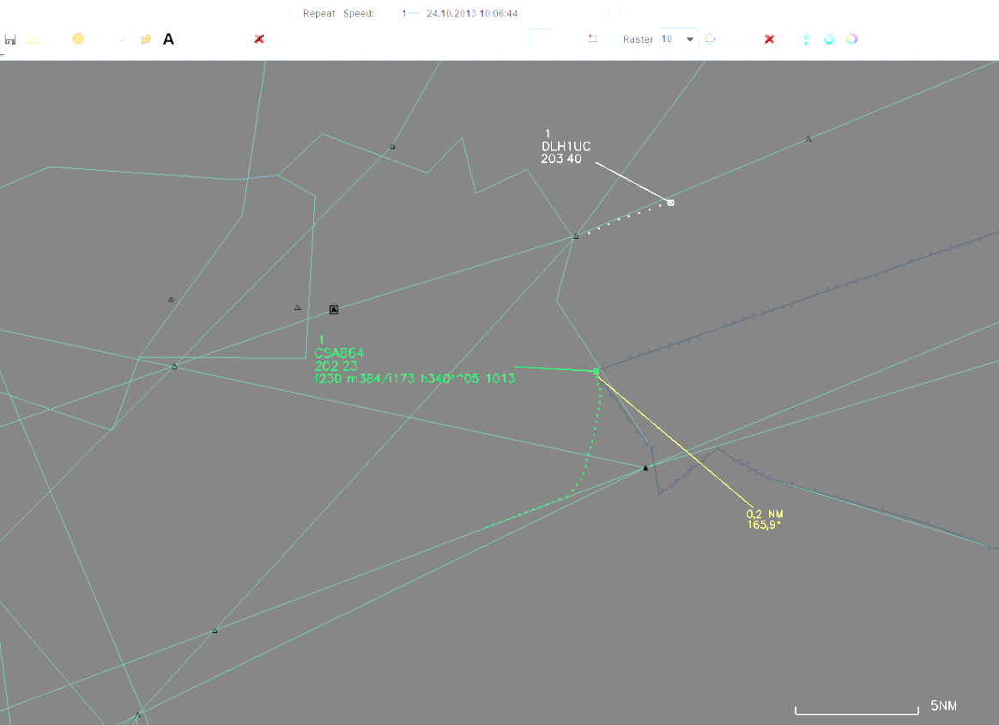 Repeat Speed: 1 24.10.2013 10:06:44
A
Raster 10
1
DLH1UC
203 40
1
CSA864
202 23
f230 m384/i173 h340°^05 1013
0,2 NM
165,9°
5NM